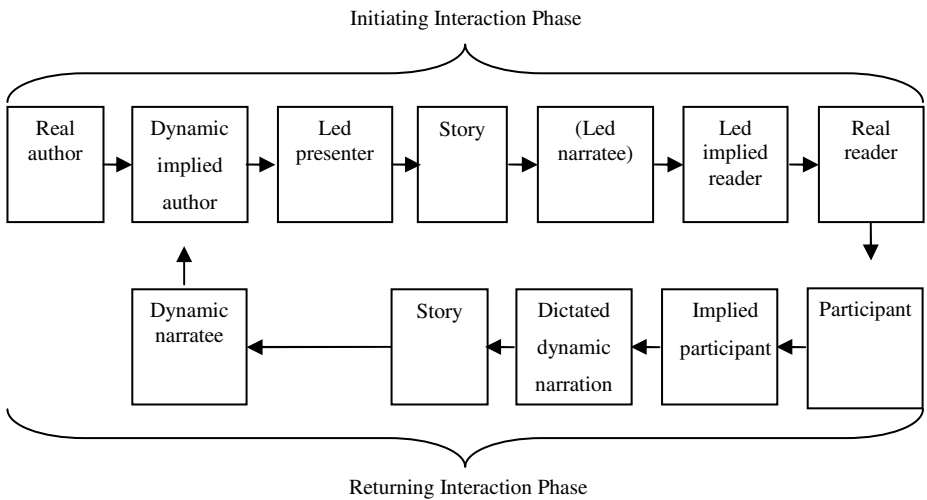 Initiating Interaction Phase
Real
author
Dynamic
implied
author
Led
presenter
Story
(Led
narratee)
Led
implied
reader
Real
reader
Dynamic
narratee
Story
Dictated
dynamic
narration
Implied
participant
Participant
Returning Interaction Phase